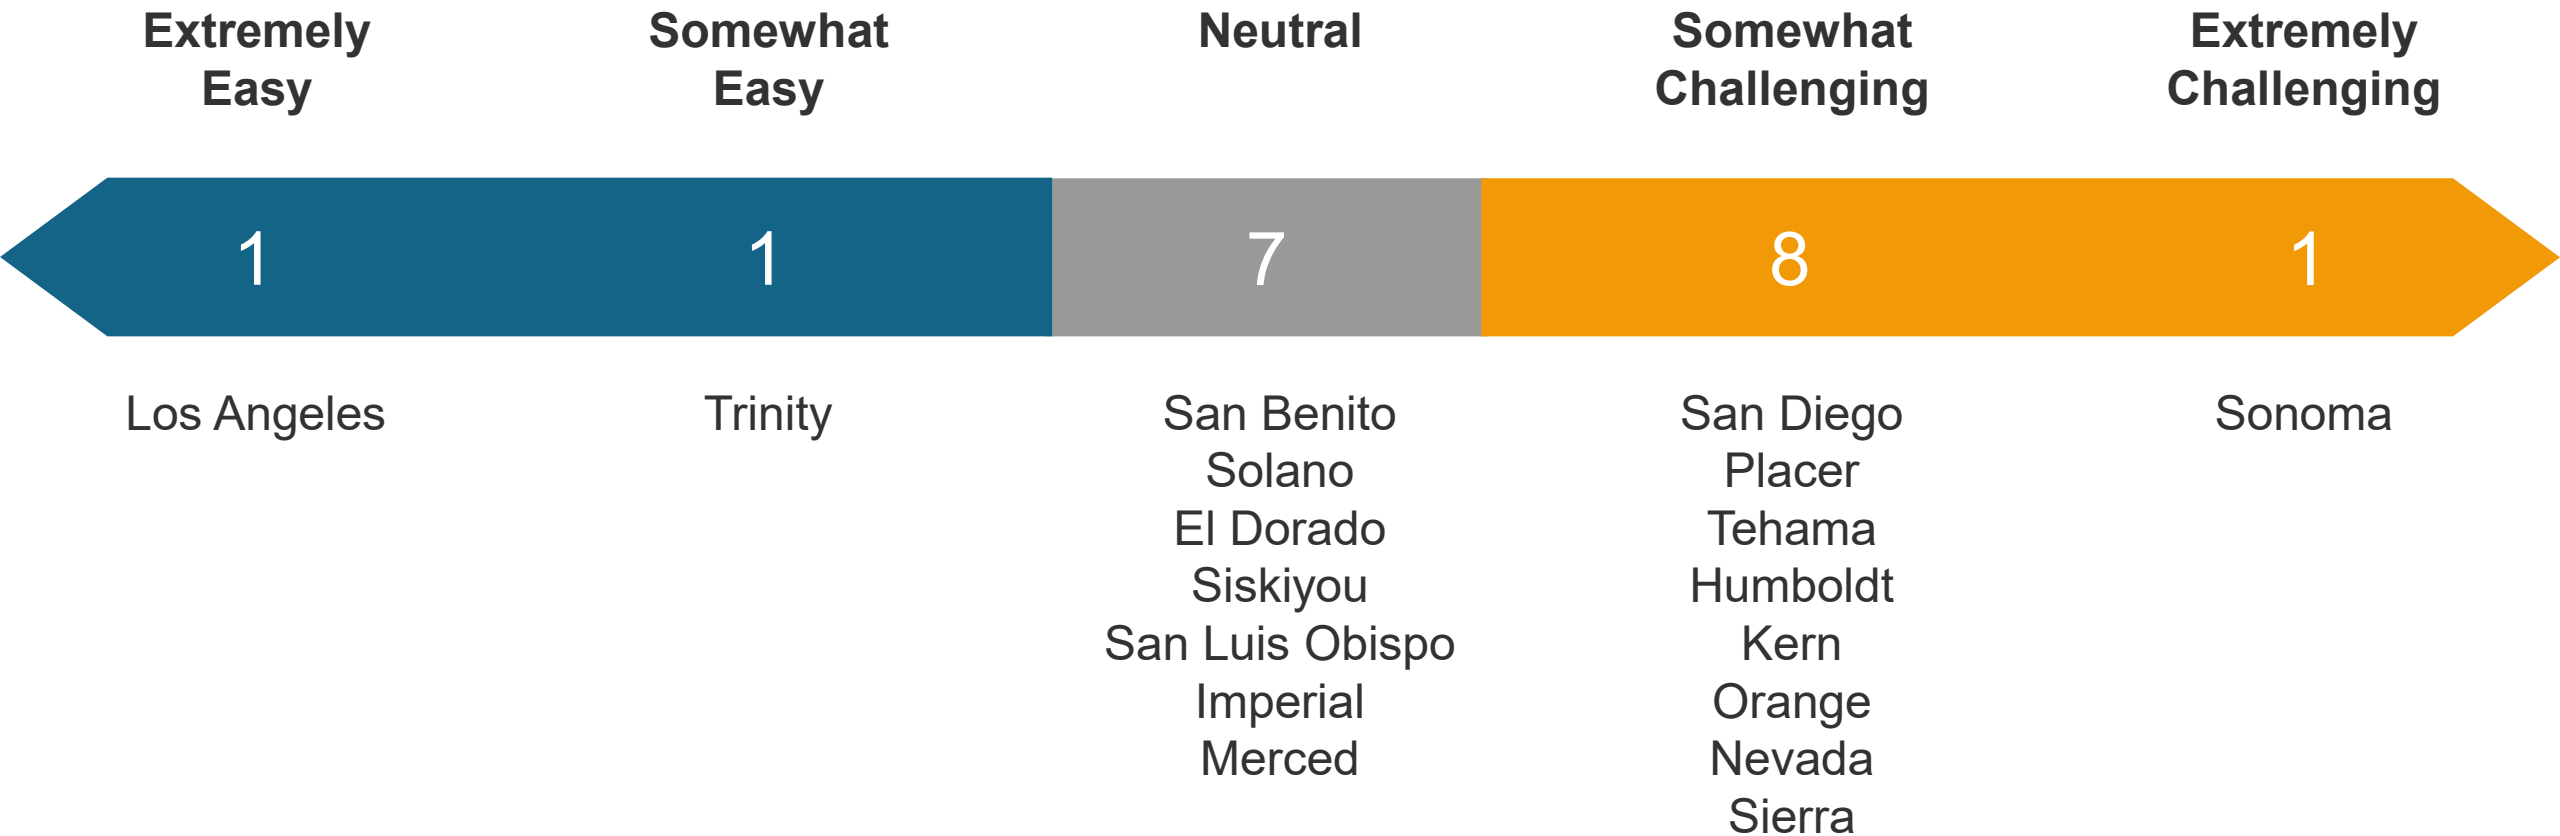 Extremely
Easy
Somewhat
Easy
Neutral
Somewhat
Challenging
Extremely
Challenging
1
1
7
8
1
Los Angeles
Trinity
San Benito
Solano
El Dorado
Siskiyou
San Luis Obispo
Imperial
Merced
San Diego
Placer
Tehama
Humboldt
Kern
Orange
Nevada
Sierra
Sonoma